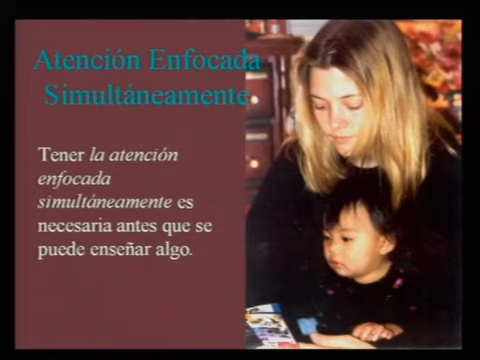 Atención Enfocada
Simultáneamente
Tener la atención
enfocada
simultáneamente es
necesaria antes que se
puede enseñar algo.